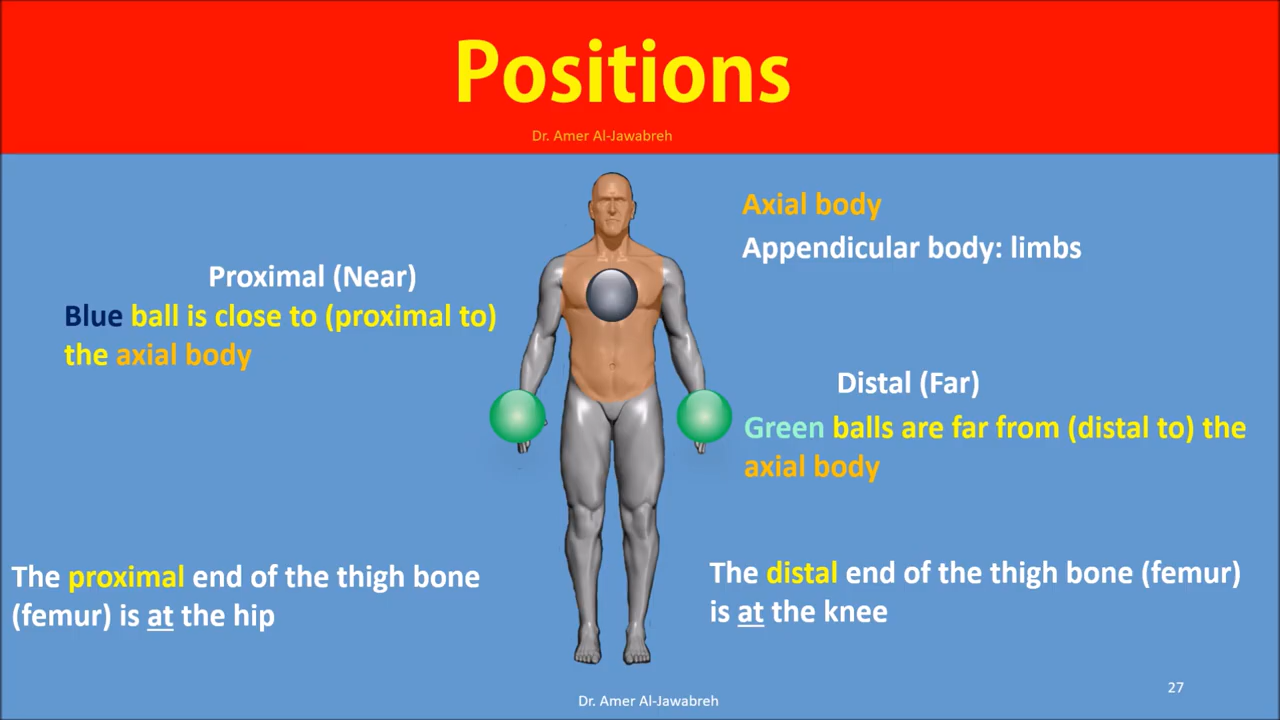 Positions
Dr. Amer Al-Jawabreh
Axial body
Appendicular body: limbs
Proximal (Near)
Blue ball is close to (proximal to)
the axial body
Distal (Far)
Green balls are far from (distal to) the
axial body
The proximal end of the thigh bone
(femur) is at the hip
The distal end of the thigh bone (femur)
is at the knee
27
Dr. Amer Al-Jawabreh